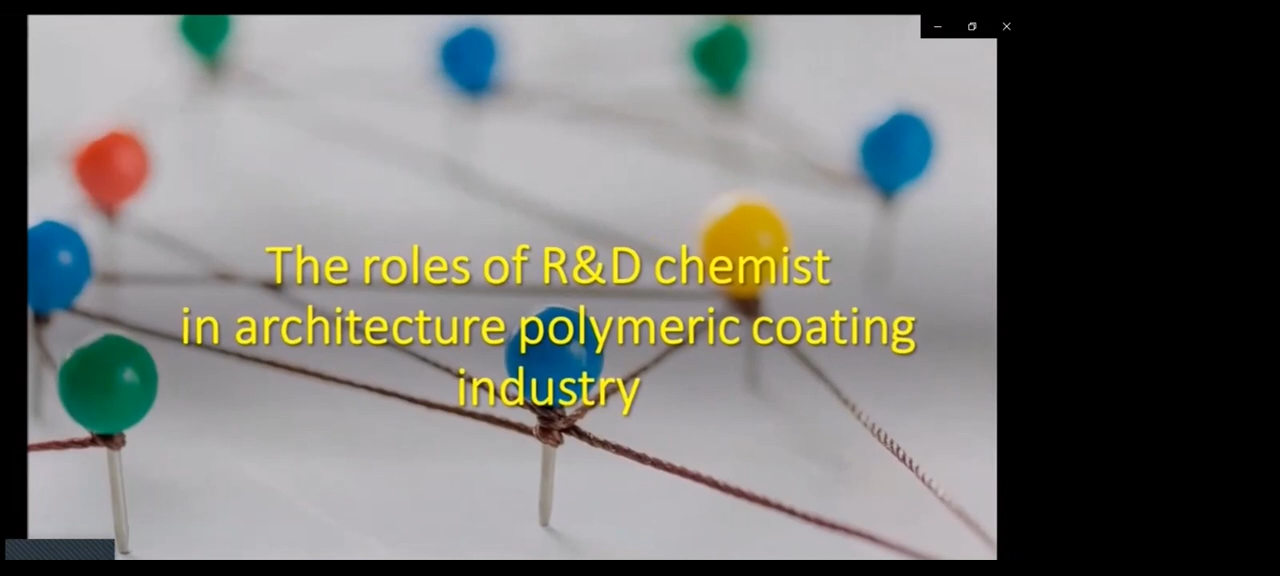 The roles of R&D chemist
in architecture polymeric coating
industry